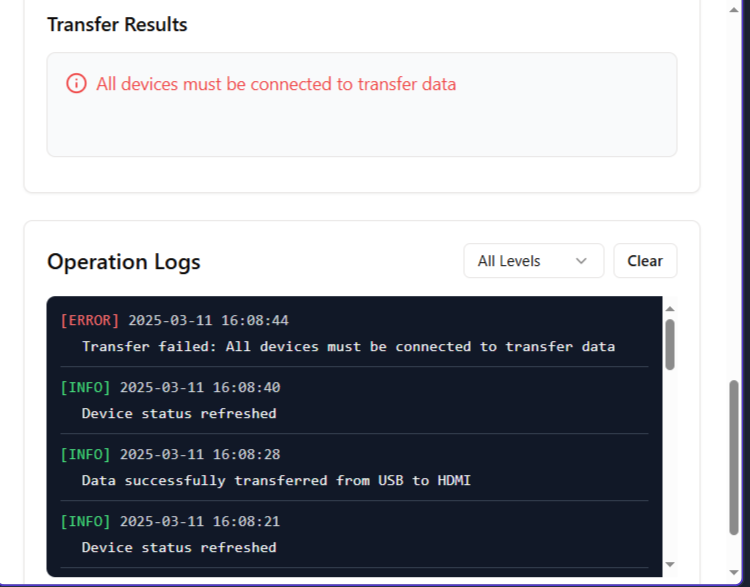 Transfer Results
All devices must be connected to transfer data
Operation Logs
All Levels
Clear
[ERROR] 2025-03-11 16:08:44
Transfer failed: All devices must be connected to transfer data
[INFO] 2025-03-11 16:08:40
Device status refreshed
[INFO] 2025-03-11 16:08:28
Data successfully transferred from USB to HDMI
[INFO] 2025-03-11 16:08:21
Device status refreshed